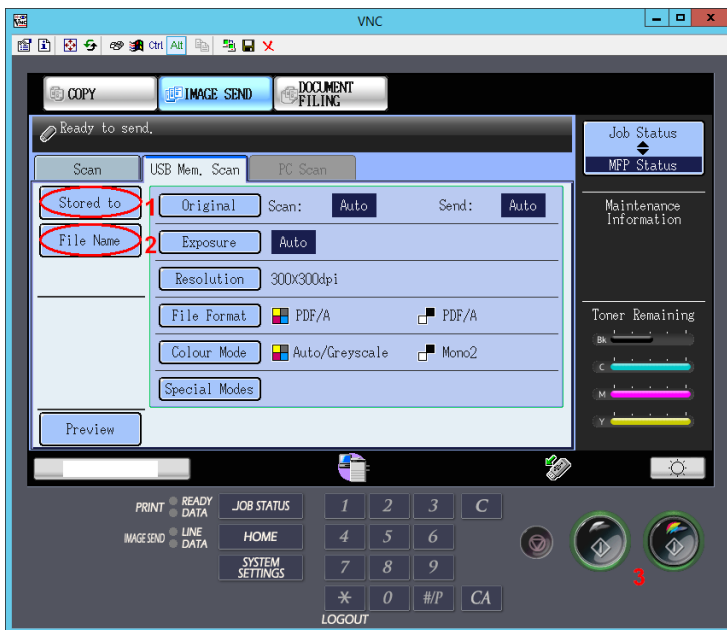 VNC
Ctrl Alt
COPY IMAGE SEND DOCUMENT FILING
Ready to send.
Job Status
MFP Status
Scan USB Mem. Scan PC Scan
Stored to 1 Original Scan: Auto Send: Auto
Maintenance
Information
File Name 2 Exposure Auto
Resolution 300X300dpi
File Format PDF/A PDF/A
Toner Remaining
Bk
Colour Mode Auto/Greyscale Mono2
C
Special Modes
M
Preview
Y
PRINT READY DATA JOB STATUS 1 2 3 C
IMAGE SEND LINE DATA HOME 4 5 6
SYSTEM SETTINGS 7 8 9
3
* 0 #/P CA
LOGOUT